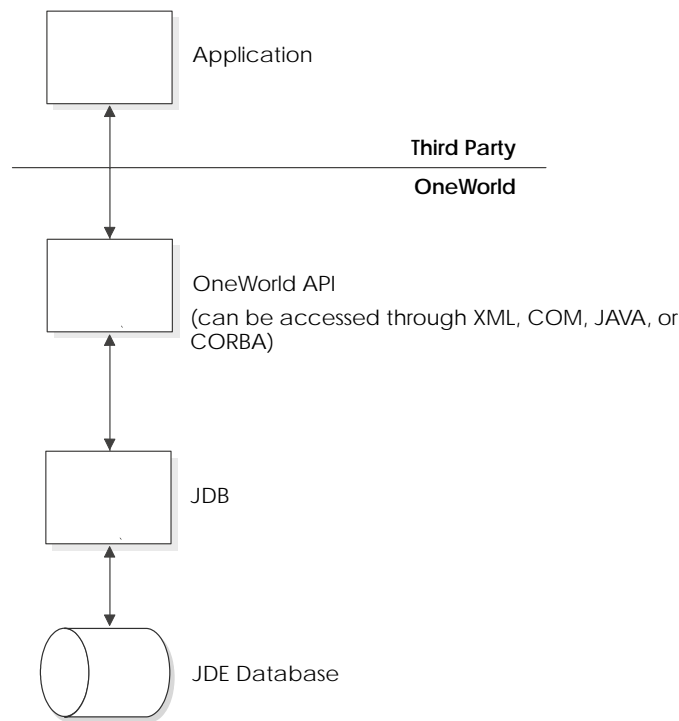 Application
Third Party
OneWorld
OneWorld API
(can be accessed through XML, COM, JAVA, or
CORBA)
JDB
JDE Database